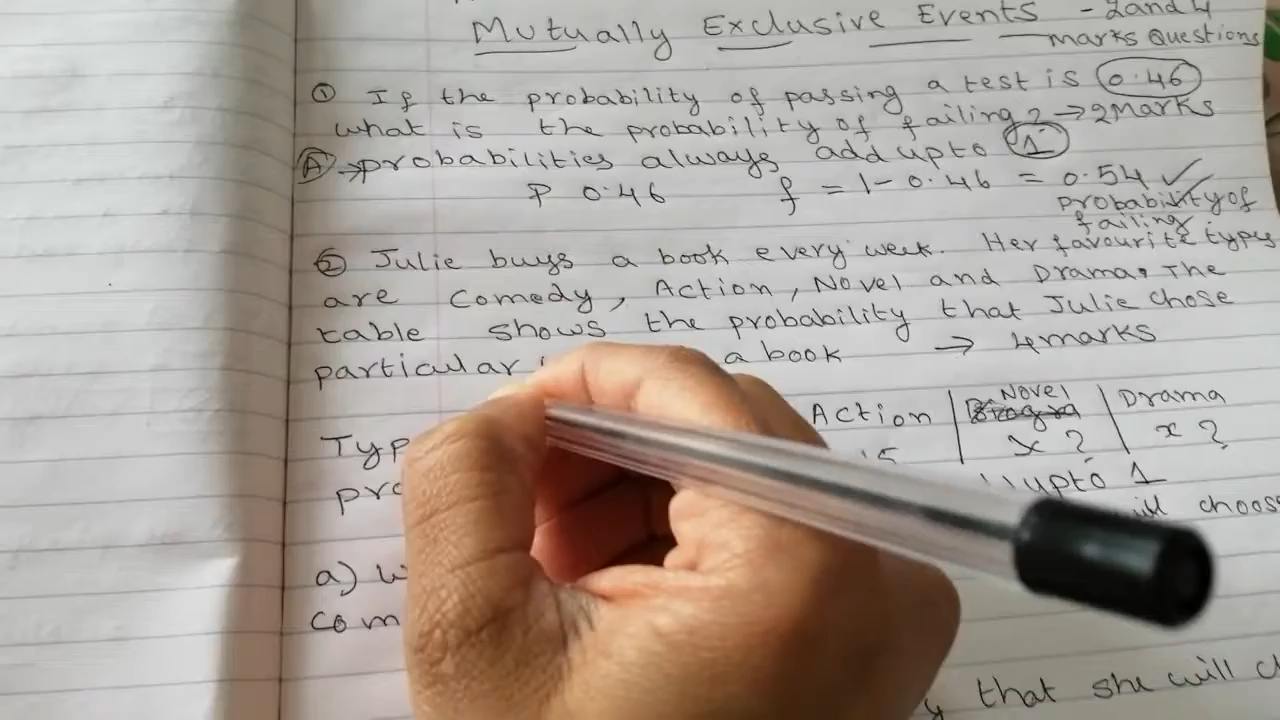 Mutually Exclusive Events - 2 and 4
marks Questions
① If the probability of passing a test is 0.46
what is the probability of failing? → 2 Marks
A → probabilities always add upto 1
P 0.46 f = 1 - 0.46 = 0.54 ✓
probability of
failing
② Julie buys a book every week. Her favourite types
are Comedy, Action, Novel and Drama. The
table shows the probability that Julie chose
particular a book → 4 marks
Action | Novel | Drama
x ? | x ?
upto 1
choose
a)
that she will